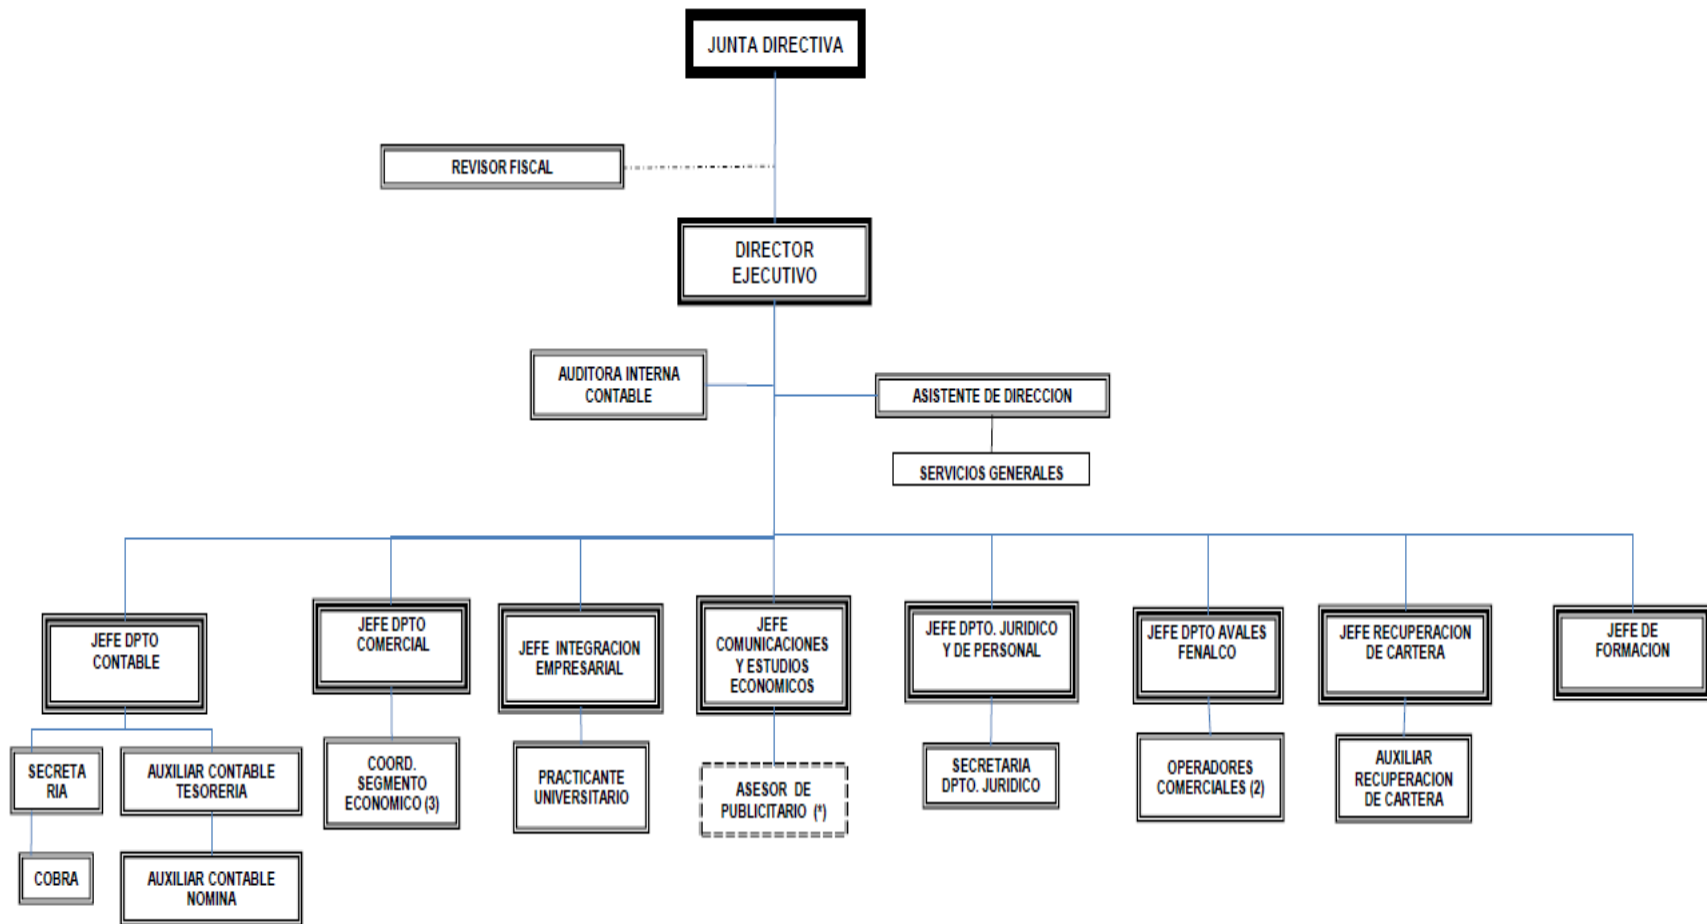 JUNTA DIRECTIVA
REVISOR FISCAL
DIRECTOR
EJECUTIVO
AUDITORA INTERNA
CONTABLE
ASISTENTE DE DIRECCION
SERVICIOS GENERALES
JEFE DPTO
CONTABLE
JEFE DPTO
COMERCIAL
JEFE INTEGRACION
EMPRESARIAL
JEFE
COMUNICACIONES
Y ESTUDIOS
ECONOMICOS
JEFE DPTO. JURIDICO
Y DE PERSONAL
JEFE DPTO AVALES
FENALCO
JEFE RECUPERACION
DE CARTERA
JEFE DE
FORMACION
SECRETA
RIA
AUXILIAR CONTABLE
TESORERIA
COORD.
SEGMENTO
ECONOMICO (3)
PRACTICANTE
UNIVERSITARIO
ASESOR DE
PUBLICITARIO (*)
SECRETARIA
DPTO. JURIDICO
OPERADORES
COMERCIALES (2)
AUXILIAR
RECUPERACION
DE CARTERA
COBRA
AUXILIAR CONTABLE
NOMINA